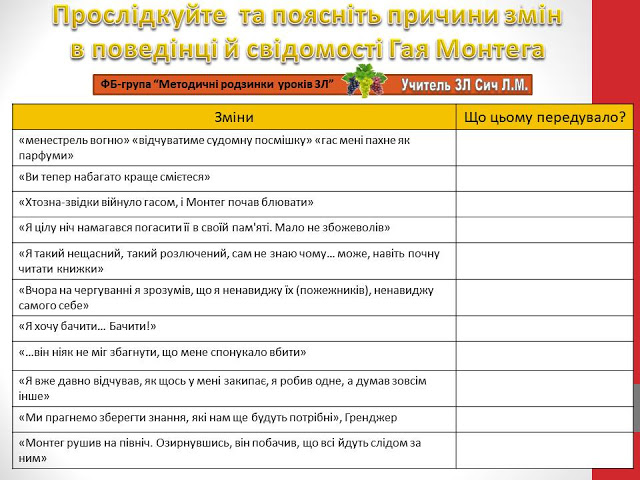 Прослідкуйте та поясніть причини змін
в поведінці й свідомості Гая Монтега
ФБ-група "Методичні родзинки уроків ЗЛ"
Учитель ЗЛ Сич Л.М.
Зміни
Що цьому передувало?
«менестрель вогню» «відчуватиме судомну посмішку» «гас мені пахне як
парфуми»
«Ви тепер набагато краще смієтеся»
«Хтозна-звідки війнуло гасом, і Монтег почав блювати»
«Я цілу ніч намагався погасити її в своїй пам'яті. Мало не збожеволів»
«Я такий нещасний, такий розлючений, сам не знаю чому… може, навіть почну
читати книжки»
«Вчора на чергуванні я зрозумів, що я ненавиджу їх (пожежників), ненавиджу
самого себе»
«Я хочу бачити… Бачити!»
«…він ніяк не міг збагнути, що мене спонукало вбити»
«Я вже давно відчував, як щось у мені закипає, я робив одне, а думав зовсім
інше»
«Ми прагнемо зберегти знання, які нам ще будуть потрібні», Гренджер
«Монтег рушив на північ. Озирнувшись, він побачив, що всі йдуть слідом за
ним»